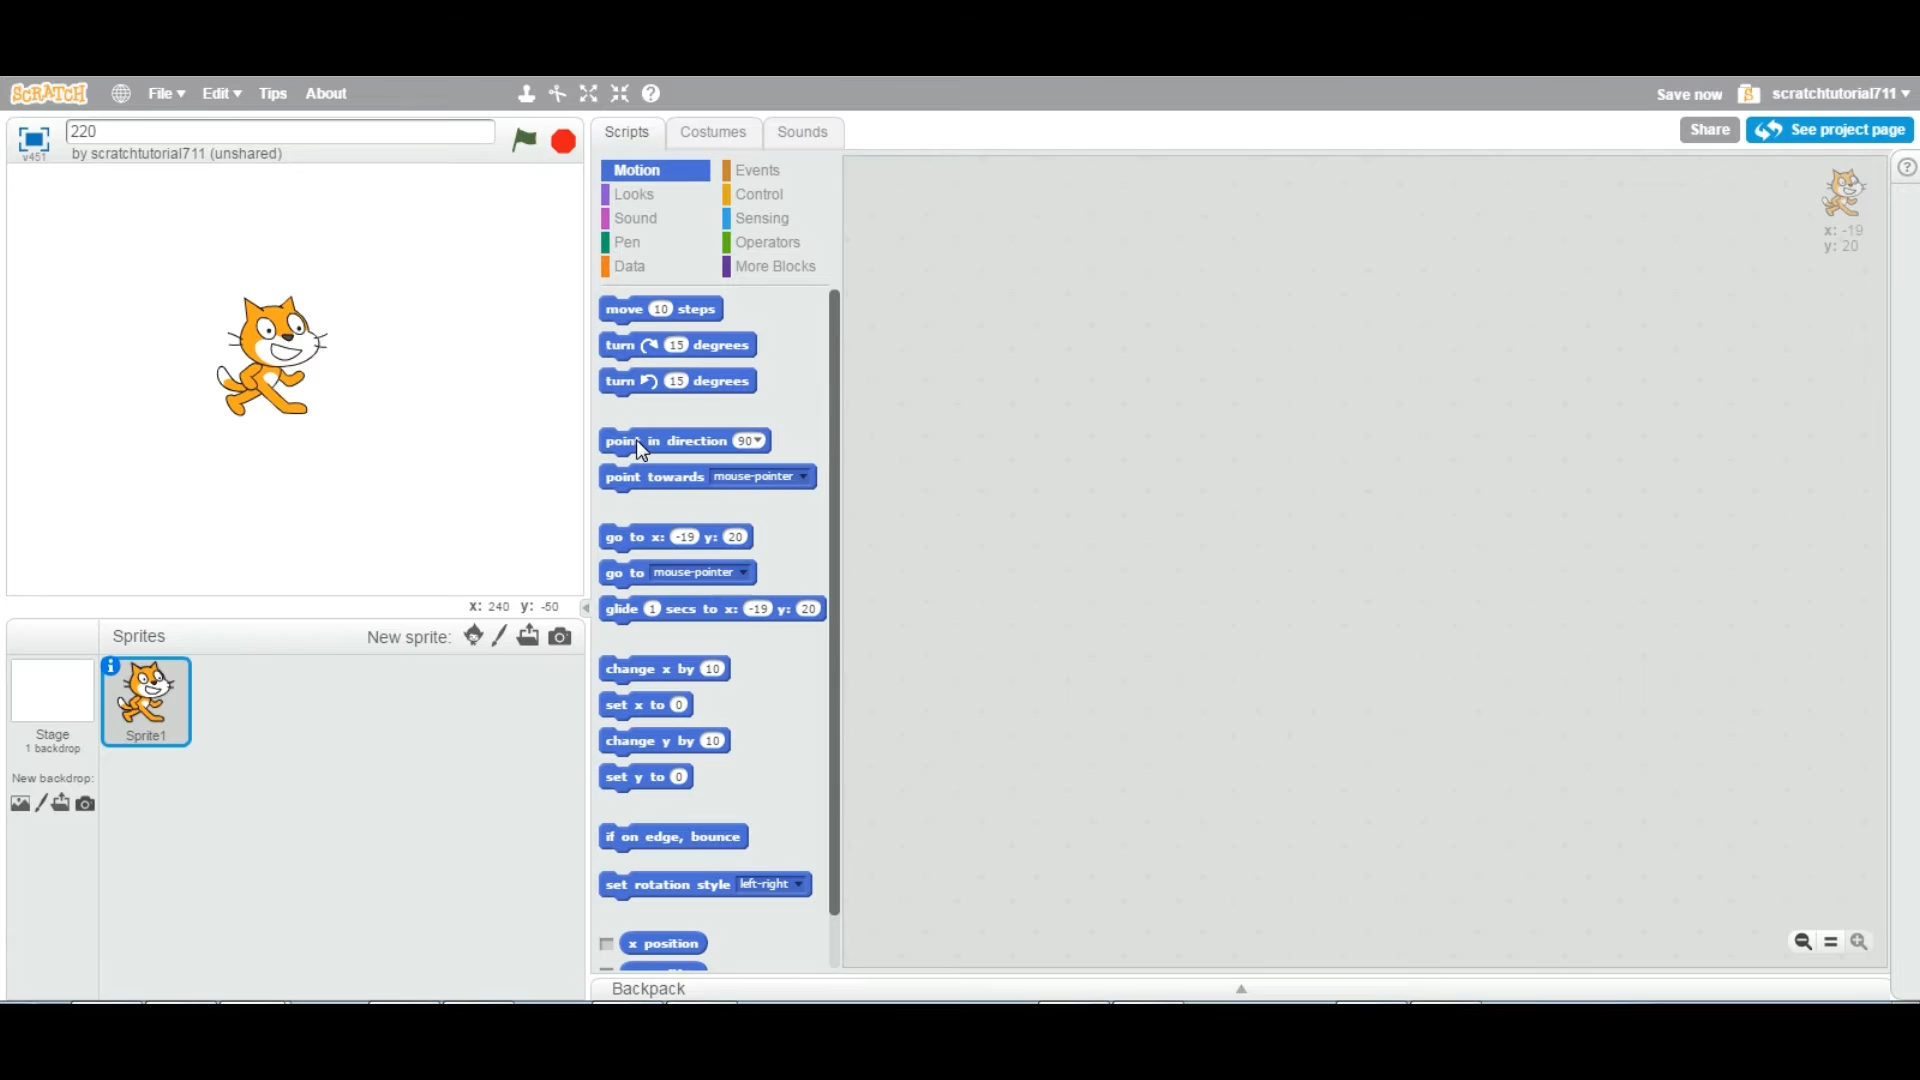 SCRATCH File Edit Tips About Save now scratchtutorial711
v451 220 by scratchtutorial711 (unshared)
Scripts Costumes Sounds Share See project page
Motion Events
Looks Control
Sound Sensing
Pen Operators
Data More Blocks
x: -19
y: 20
move 10 steps
turn 15 degrees
turn 15 degrees
point in direction 90
point towards mouse-pointer
go to x: -19 y: 20
go to mouse-pointer
glide 1 secs to x: -19 y: 20
change x by 10
set x to 0
change y by 10
set y to 0
if on edge, bounce
set rotation style left-right
x position
x: 240 y: -50
Sprites New sprite:
Sprite1
Stage
1 backdrop
New backdrop:
Backpack